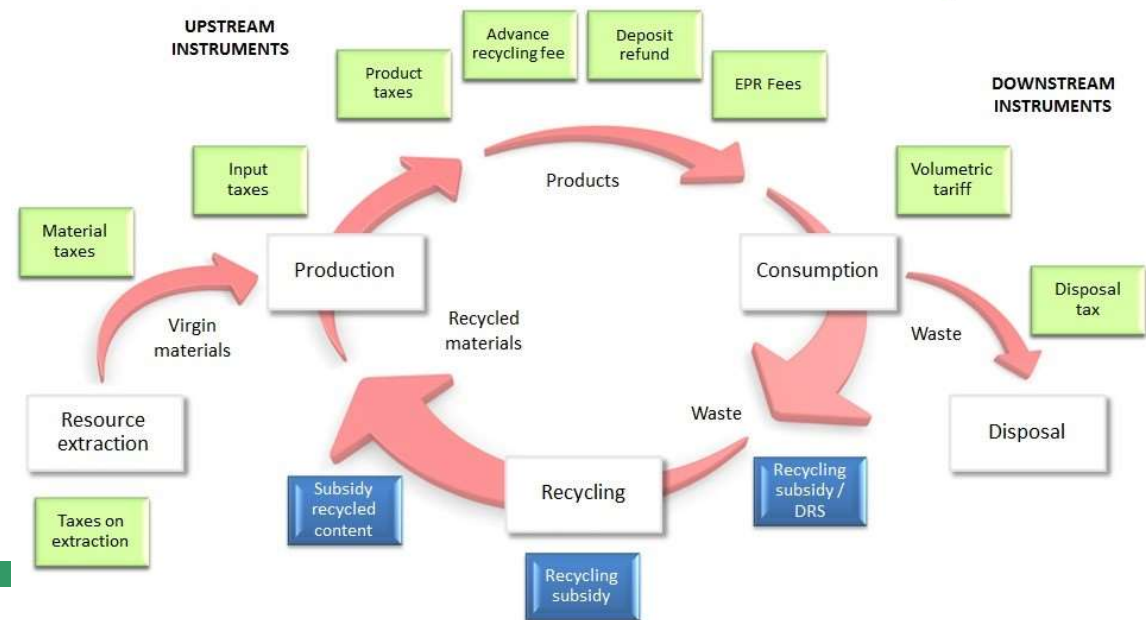 UPSTREAM
INSTRUMENTS
Advance
recycling fee
Deposit
refund
Product
taxes
EPR Fees
DOWNSTREAM
INSTRUMENTS
Input
taxes
Products
Volumetric
tariff
Material
taxes
Production
Consumption
Disposal
tax
Virgin
materials
Recycled
materials
Waste
Resource
extraction
Waste
Disposal
Subsidy
recycled
content
Recycling
Recycling
subsidy /
DRS
Taxes on
extraction
Recycling
subsidy